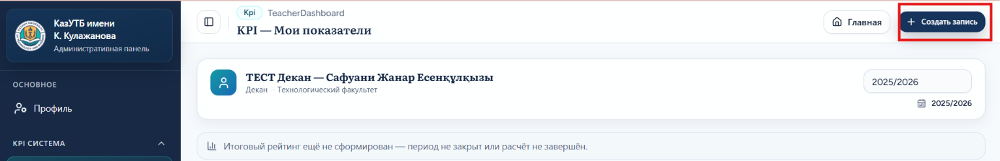 КазУТБ имени
К. Кулажанова
Административная панель
ОСНОВНОЕ
Профиль
KPI СИСТЕМА
Kpi TeacherDashboard
KPI — Мои показатели
Главная
+ Создать запись
ТЕСТ Декан — Сафуани Жанар Есенқұлқызы
Декан · Технологический факультет
2025/2026
2025/2026
Итоговый рейтинг ещё не сформирован — период не закрыт или расчёт не завершён.